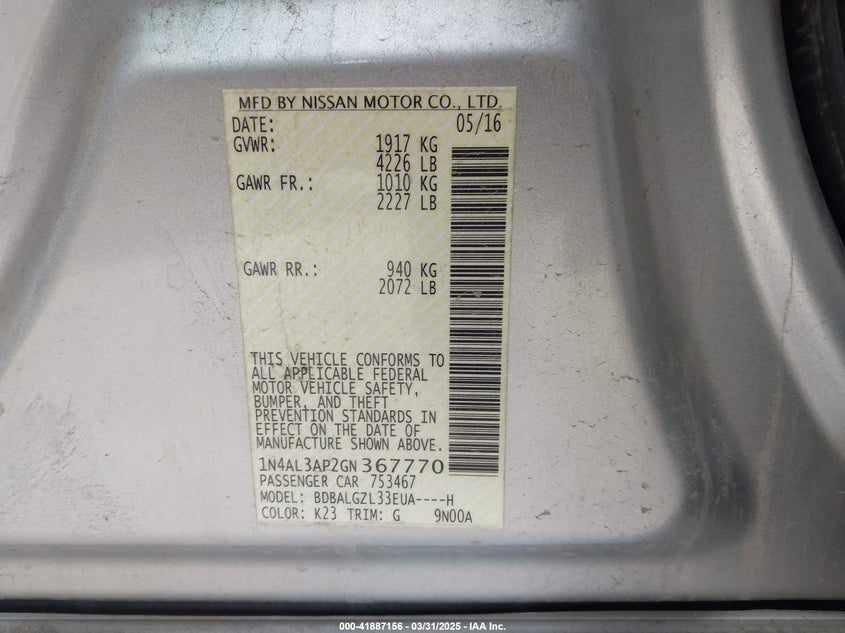 MFD BY NISSAN MOTOR CO., LTD.
DATE: 05/16
GVWR: 1917 KG
4226 LB
GAWR FR.: 1010 KG
2227 LB
GAWR RR.: 940 KG
2072 LB
THIS VEHICLE CONFORMS TO
ALL APPLICABLE FEDERAL
MOTOR VEHICLE SAFETY,
BUMPER, AND THEFT
PREVENTION STANDARDS IN
EFFECT ON THE DATE OF
MANUFACTURE SHOWN ABOVE.
1N4AL3AP2GN367770
PASSENGER CAR 753467
MODEL: BDBALGZL33EUA----H
COLOR: K23 TRIM: G 9N00A
000-41887156 - 03/31/2025 - IAA Inc.